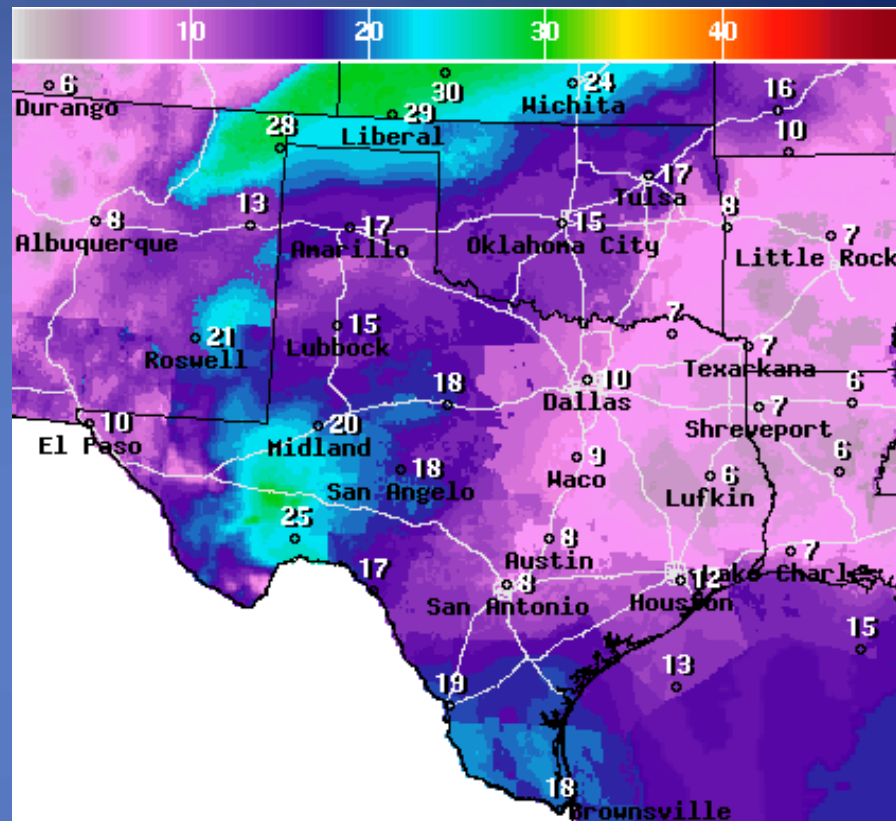 10 20 30 40
6
Durango
30
24
Wichita
16
29
Liberal
28
10
17
Tulsa
8
Albuquerque
13
17
Amarillo
15
Oklahoma City
8
7
Little Rock
21
Roswell
15
Lubbock
7
7
Texarkana
10
Dallas
18
7
Shreveport
6
10
El Paso
20
Midland
18
San Angelo
9
Waco
6
Lufkin
6
25
8
Austin
7
Lake Charles
17
8
San Antonio
12
Houston
15
13
19
18
Brownsville